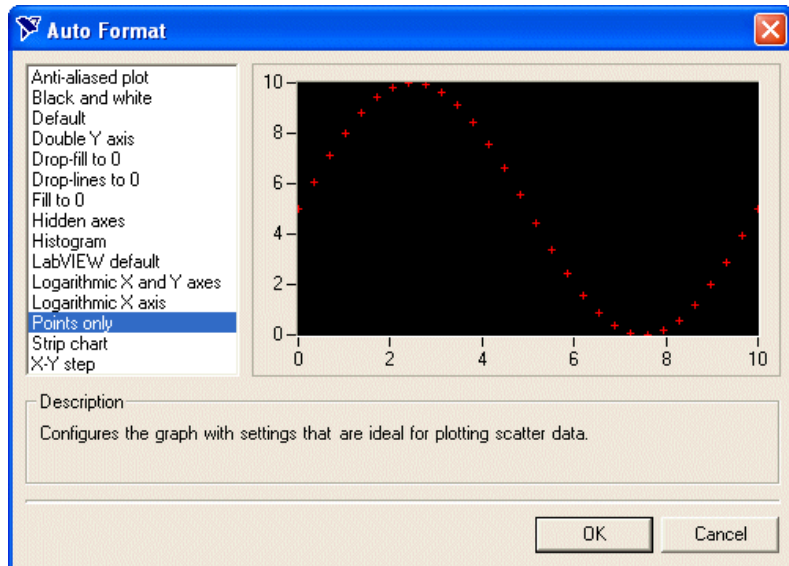 Auto Format
Anti-aliased plot
Black and white
Default
Double Y axis
Drop-fill to 0
Drop-lines to 0
Fill to 0
Hidden axes
Histogram
LabVIEW default
Logarithmic X and Y axes
Logarithmic X axis
Points only
Strip chart
X-Y step
10
8
6
4
2
0
0 2 4 6 8 10
Description
Configures the graph with settings that are ideal for plotting scatter data.
OK Cancel